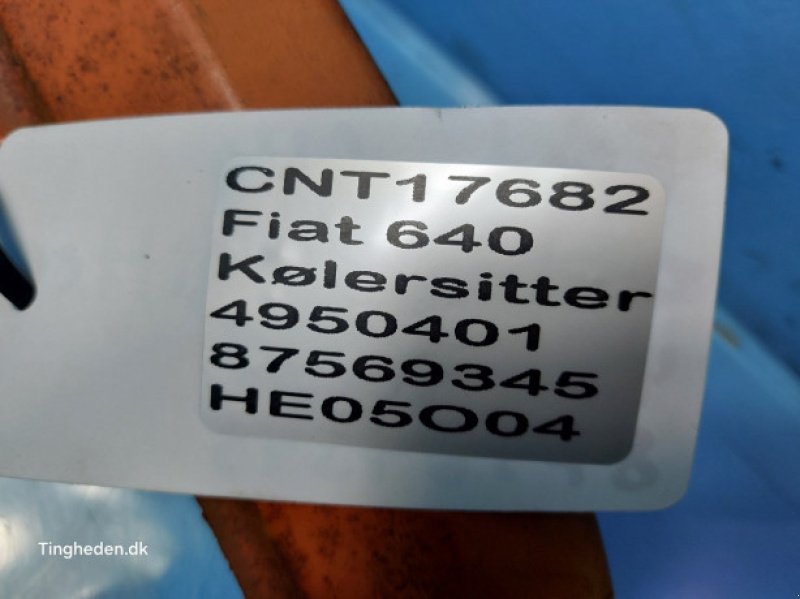 CNT17682
Fiat 640
Kølersitter
4950401
87569345
HE05O04
Tingheden.dk